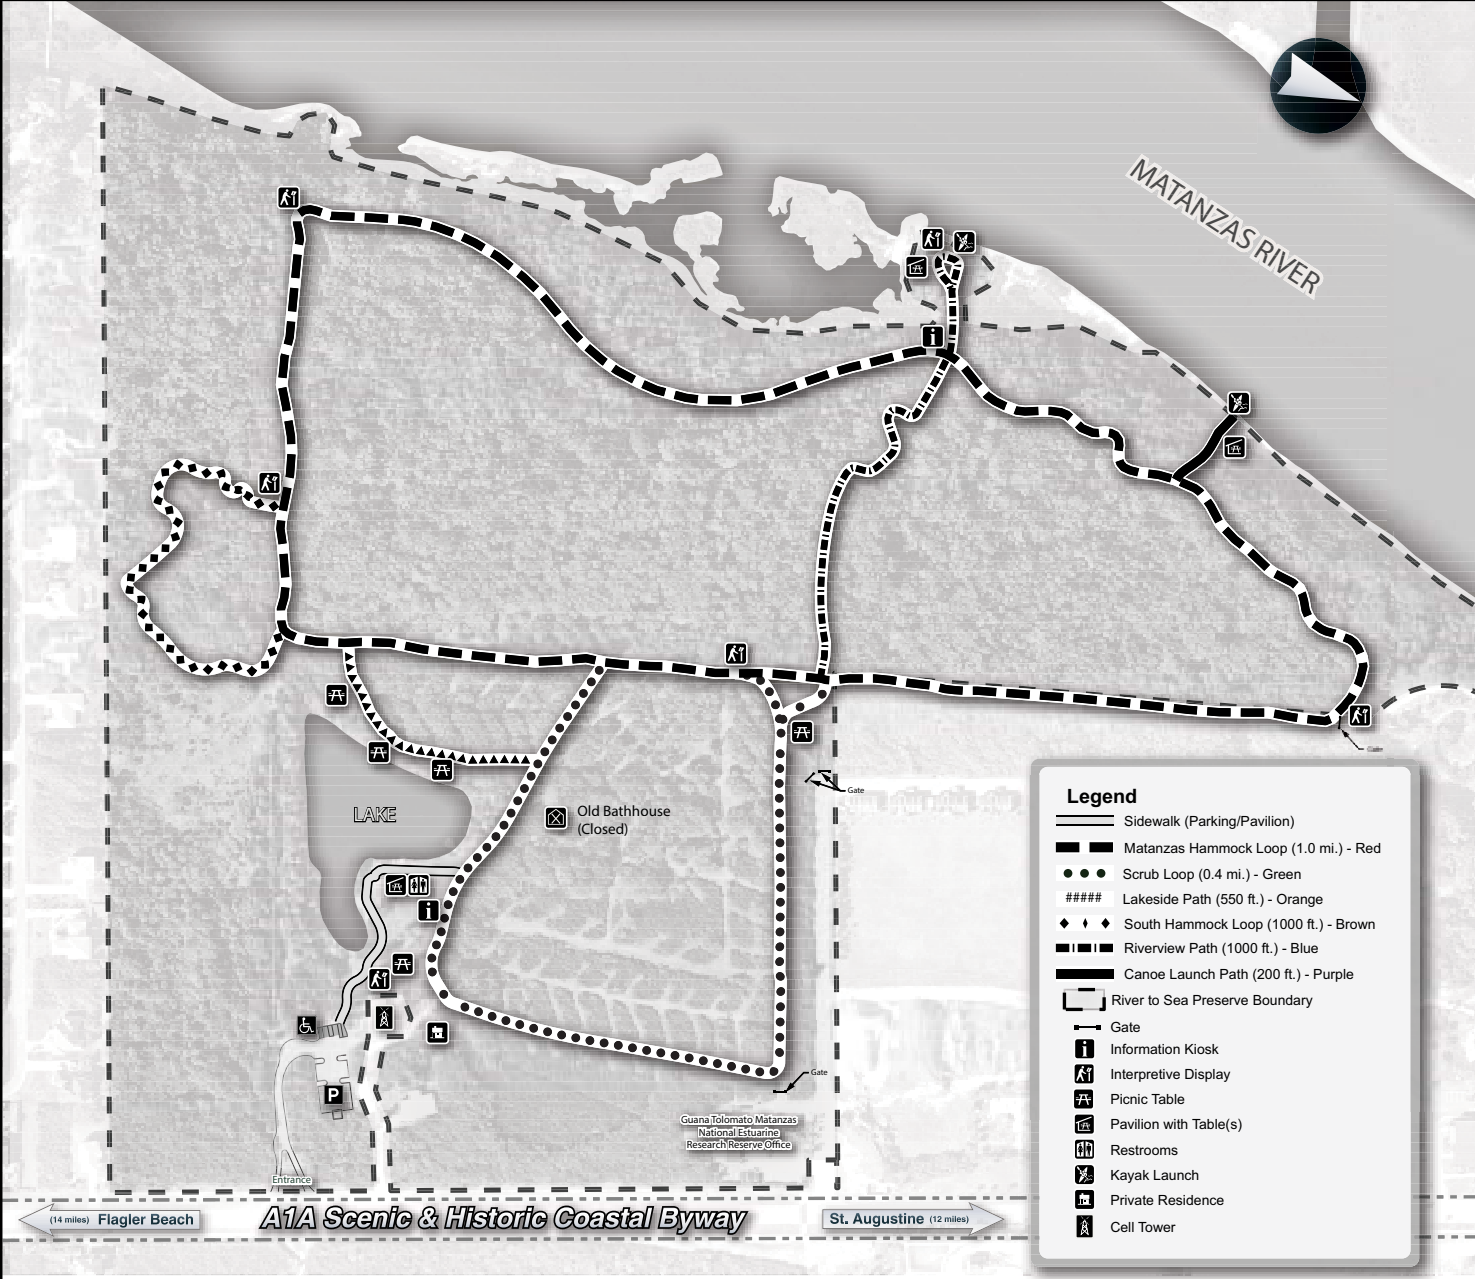 MATANZAS RIVER
LAKE
Old Bathhouse
(Closed)
Gate
Gate
P
Guana Tolomato Matanzas
National Estuarine
Research Reserve Office
Entrance
(14 miles) Flagler Beach
A1A Scenic & Historic Coastal Byway
St. Augustine (12 miles)
Legend
Sidewalk (Parking/Pavilion)
Matanzas Hammock Loop (1.0 mi.) - Red
Scrub Loop (0.4 mi.) - Green
##### Lakeside Path (550 ft.) - Orange
South Hammock Loop (1000 ft.) - Brown
Riverview Path (1000 ft.) - Blue
Canoe Launch Path (200 ft.) - Purple
River to Sea Preserve Boundary
Gate
i Information Kiosk
Interpretive Display
Picnic Table
Pavilion with Table(s)
Restrooms
Kayak Launch
Private Residence
Cell Tower